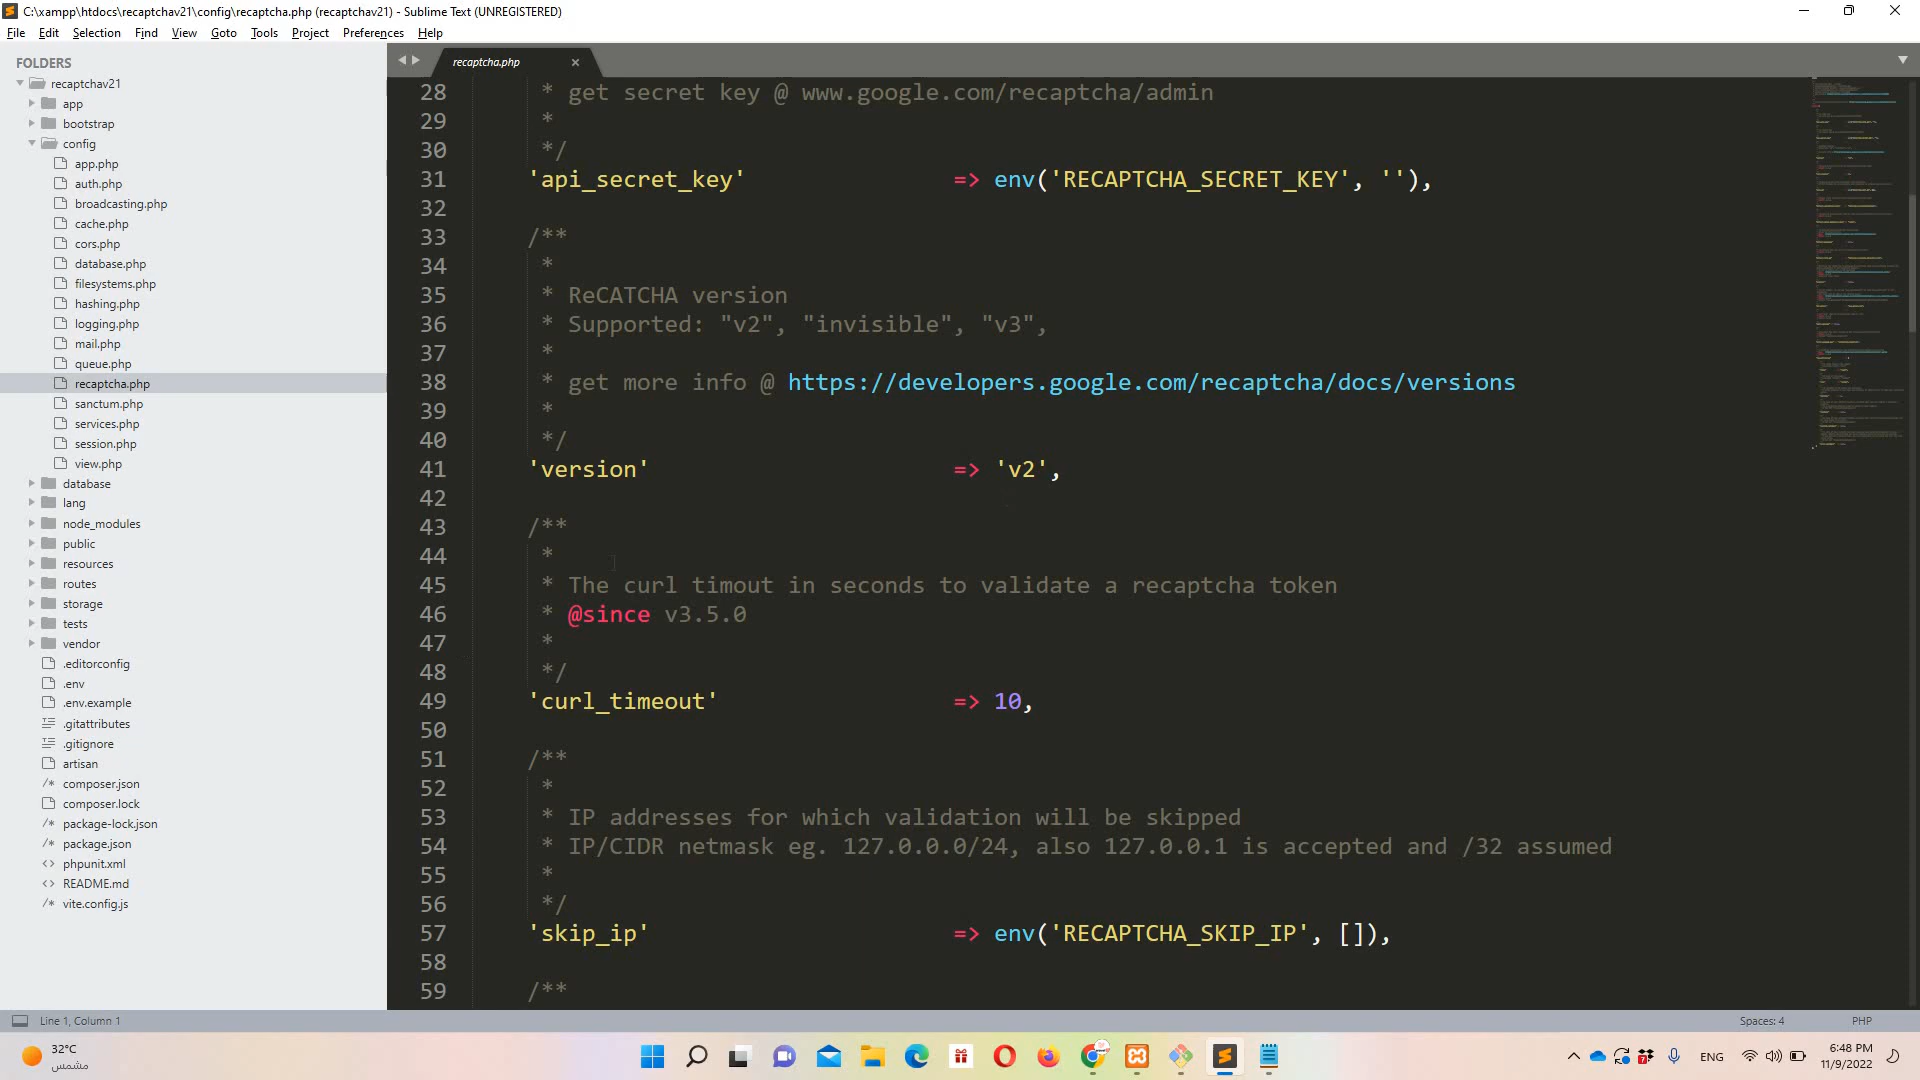 C:\xampp\htdocs\recaptchav21\config\recaptcha.php (recaptchav21) - Sublime Text (UNREGISTERED)
File Edit Selection Find View Goto Tools Project Preferences Help
FOLDERS
recaptchav21
app
bootstrap
config
app.php
auth.php
broadcasting.php
cache.php
cors.php
database.php
filesystems.php
hashing.php
logging.php
mail.php
queue.php
recaptcha.php
sanctum.php
services.php
session.php
view.php
database
lang
node_modules
public
resources
routes
storage
tests
vendor
.editorconfig
.env
.env.example
.gitattributes
.gitignore
artisan
composer.json
composer.lock
package-lock.json
package.json
phpunit.xml
README.md
vite.config.js
recaptcha.php
28 * get secret key @ www.google.com/recaptcha/admin
29 *
30 */
31 'api_secret_key' => env('RECAPTCHA_SECRET_KEY', ''),
32
33 /**
34 *
35 * ReCATCHA version
36 * Supported: "v2", "invisible", "v3",
37 *
38 * get more info @ https://developers.google.com/recaptcha/docs/versions
39 *
40 */
41 'version' => 'v2',
42
43 /**
44 *
45 * The curl timout in seconds to validate a recaptcha token
46 * @since v3.5.0
47 *
48 */
49 'curl_timeout' => 10,
50
51 /**
52 *
53 * IP addresses for which validation will be skipped
54 * IP/CIDR netmask eg. 127.0.0.0/24, also 127.0.0.1 is accepted and /32 assumed
55 *
56 */
57 'skip_ip' => env('RECAPTCHA_SKIP_IP', []),
58
59 /**
Line 1, Column 1
Spaces: 4
PHP
32°C
مشمس
ENG
6:48 PM
11/9/2022